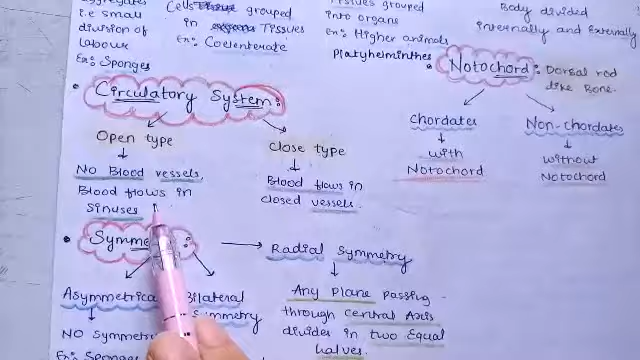 aggregates
i.e small
division of
labour
Ex: Sponges
Cells grouped
in Tissues
Ex: Coelenterate
Tissues grouped
into organs
Ex: Higher animals
Platyhelminthes
Body divided
internally and Externally
Notochord: Dorsal rod
like Bone.
Chordates
with
Notochord
Non-chordates
without
Notochord
Circulatory System:
Open type
No Blood vessels,
Blood flows in
sinuses
Close type
Blood flows in
closed vessels.
Symme
Asymmetrical
No Symmetry
Ex: Sponges
Bilateral
Symmetry
Radial Symmetry
Any Plane passing
through central Axis
divides in two Equal
halves.